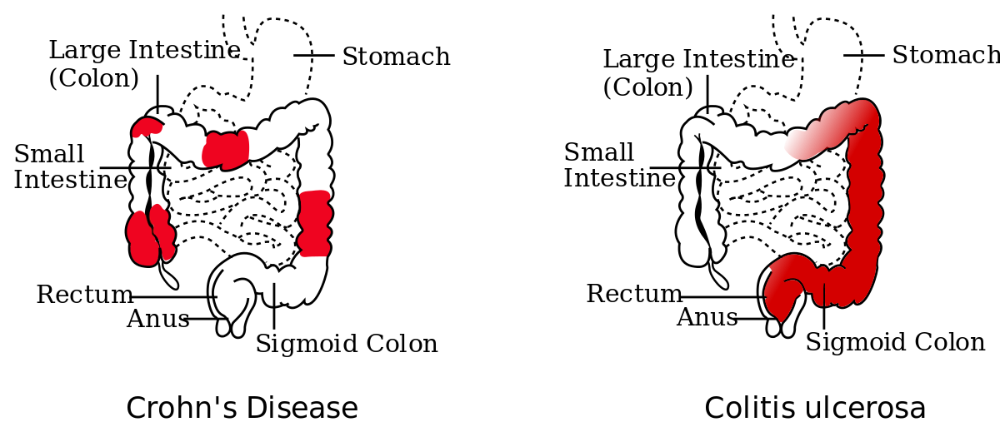 Large Intestine
(Colon)
Stomach
Small
Intestine
Rectum
Anus
Sigmoid Colon
Crohn's Disease
Large Intestine
(Colon)
Stomach
Small
Intestine
Rectum
Anus
Sigmoid Colon
Colitis ulcerosa